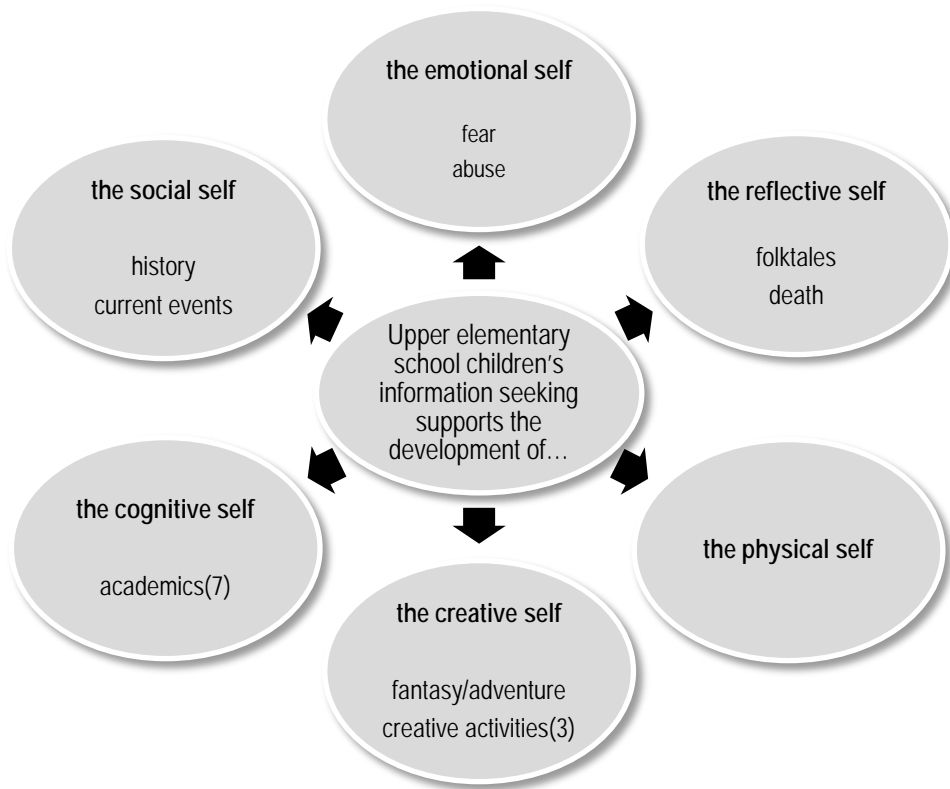 the emotional self
fear
abuse
the social self
history
current events
the reflective self
folktales
death
Upper elementary
school children's
information seeking
supports the
development of…
the cognitive self
academics(7)
the physical self
the creative self
fantasy/adventure
creative activities(3)